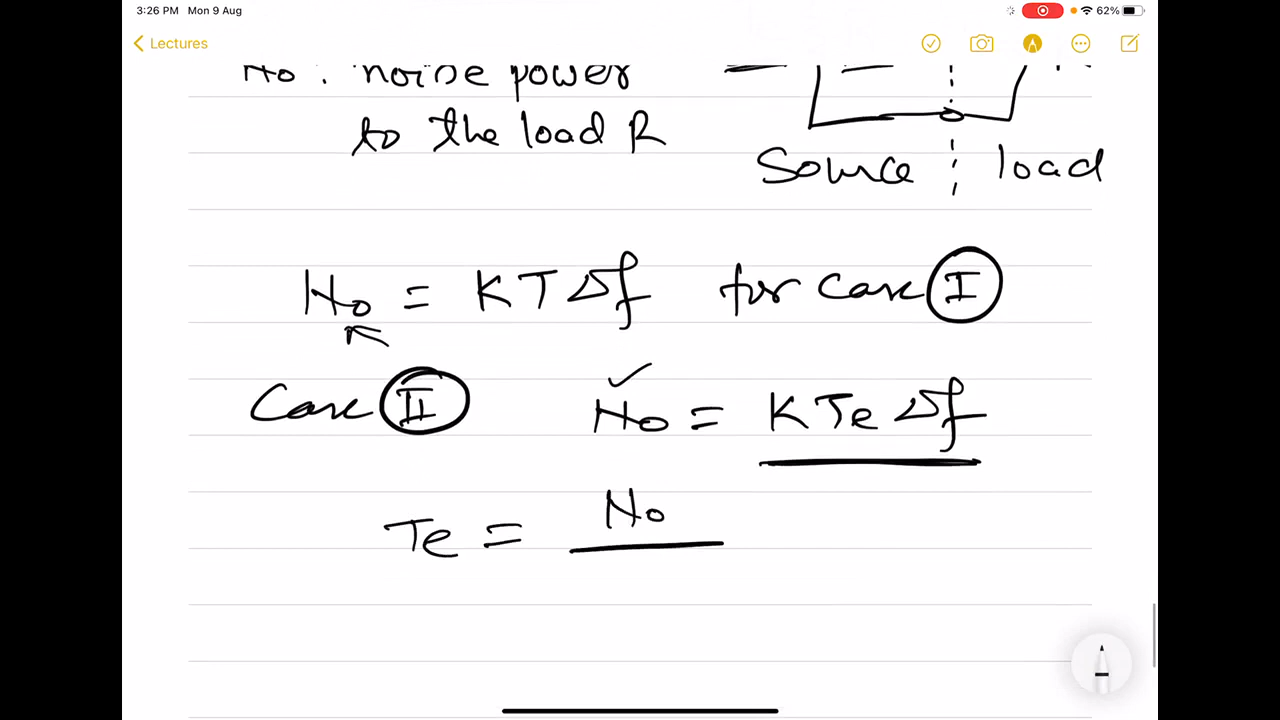 3:26 PM Mon 9 Aug
62%
Lectures
No : noise power
to the load R
Source load
No = KTΔf for Case I
Case II No = KTeΔf
Te = No